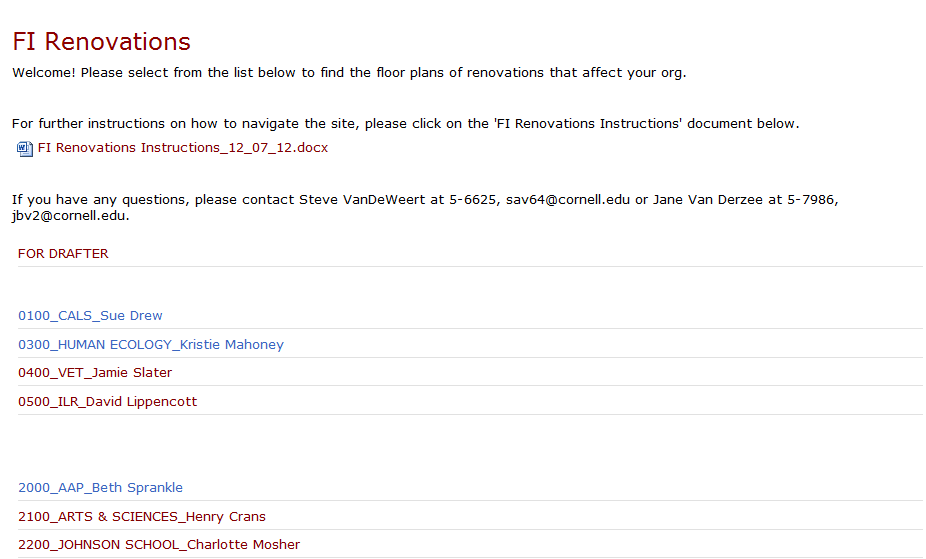 FI Renovations
Welcome! Please select from the list below to find the floor plans of renovations that affect your org.
For further instructions on how to navigate the site, please click on the 'FI Renovations Instructions' document below.
FI Renovations Instructions_12_07_12.docx
If you have any questions, please contact Steve VanDeWeert at 5-6625, sav64@cornell.edu or Jane Van Derzee at 5-7986,
jbv2@cornell.edu.
FOR DRAFTER
0100_CALS_Sue Drew
0300_HUMAN ECOLOGY_Kristie Mahoney
0400_VET_Jamie Slater
0500_ILR_David Lippencott
2000_AAP_Beth Sprankle
2100_ARTS & SCIENCES_Henry Crans
2200_JOHNSON SCHOOL_Charlotte Mosher